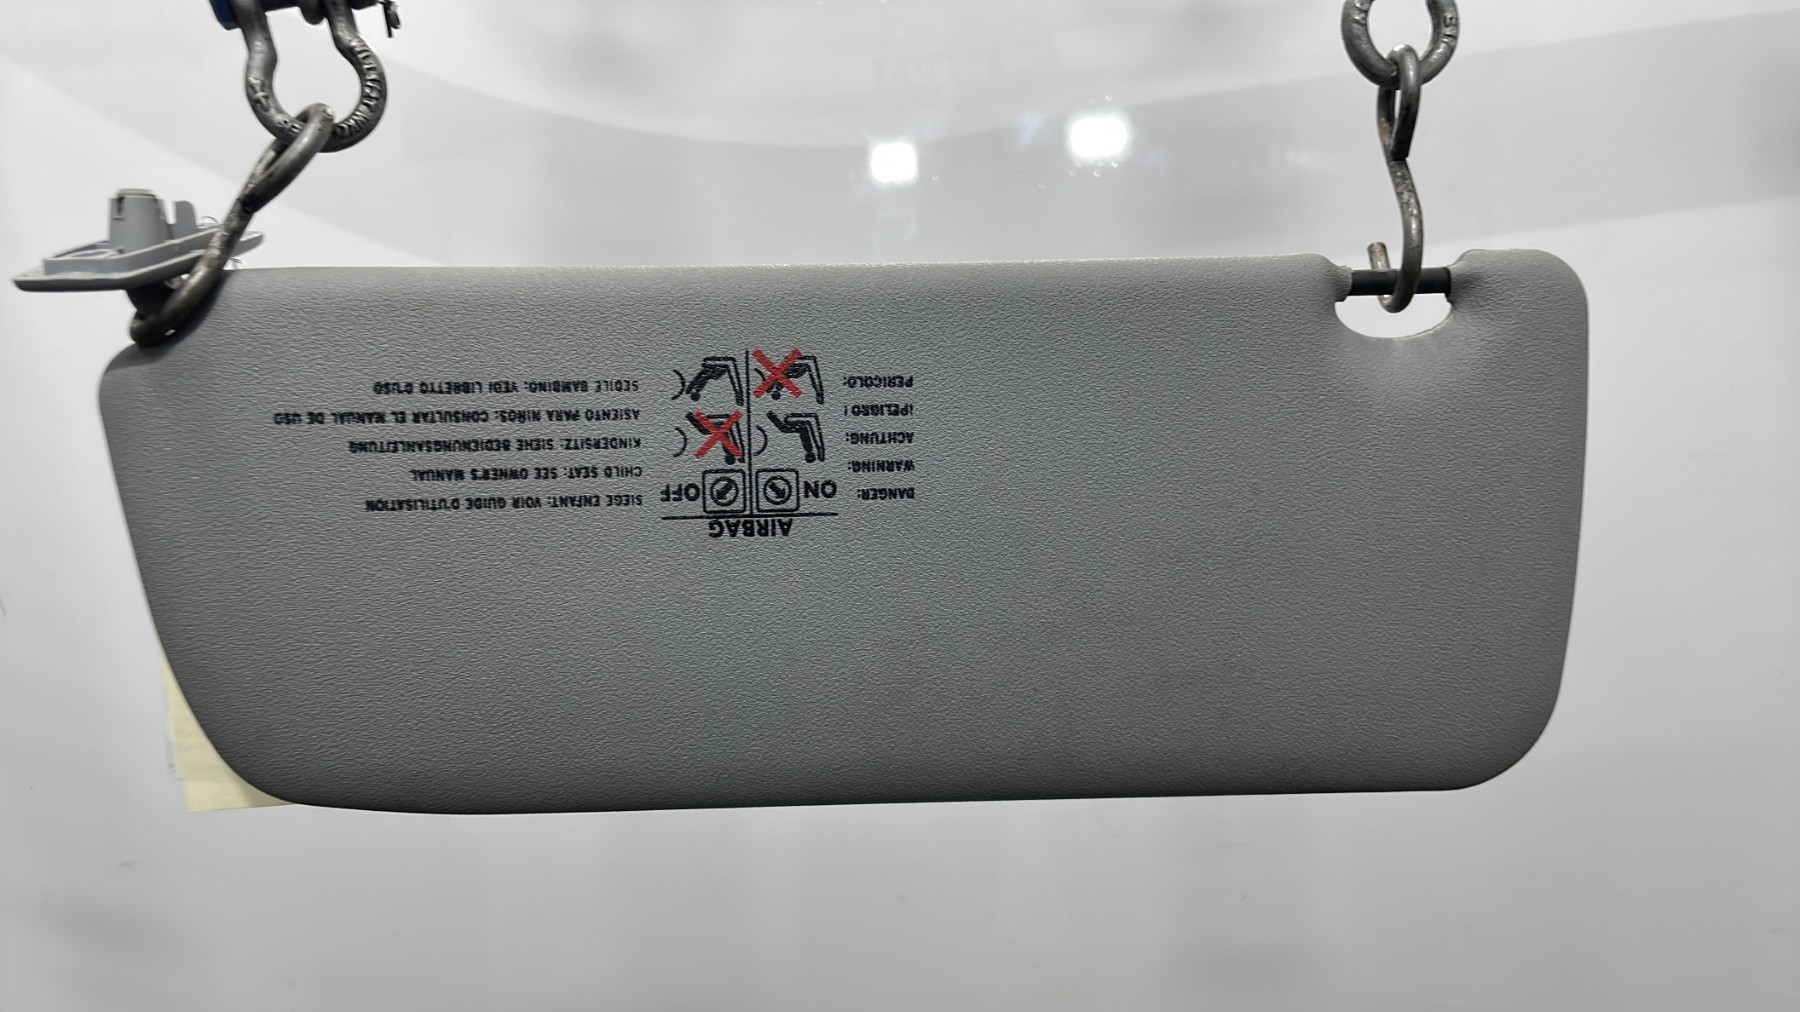 AIRBAG
DANGER: ON OFF SIEGE ENFANT: VOIR GUIDE D'UTILISATION
WARNING: CHILD SEAT: SEE OWNER'S MANUAL
ACHTUNG: KINDERSITZ: SIEHE BEDIENUNGSANLEITUNG
¡PELIGRO! ASIENTO PARA NIÑOS: CONSULTAR EL MANUAL DE USO
PERICOLO: SEDILE BAMBINO: VEDI LIBRETTO D'USO